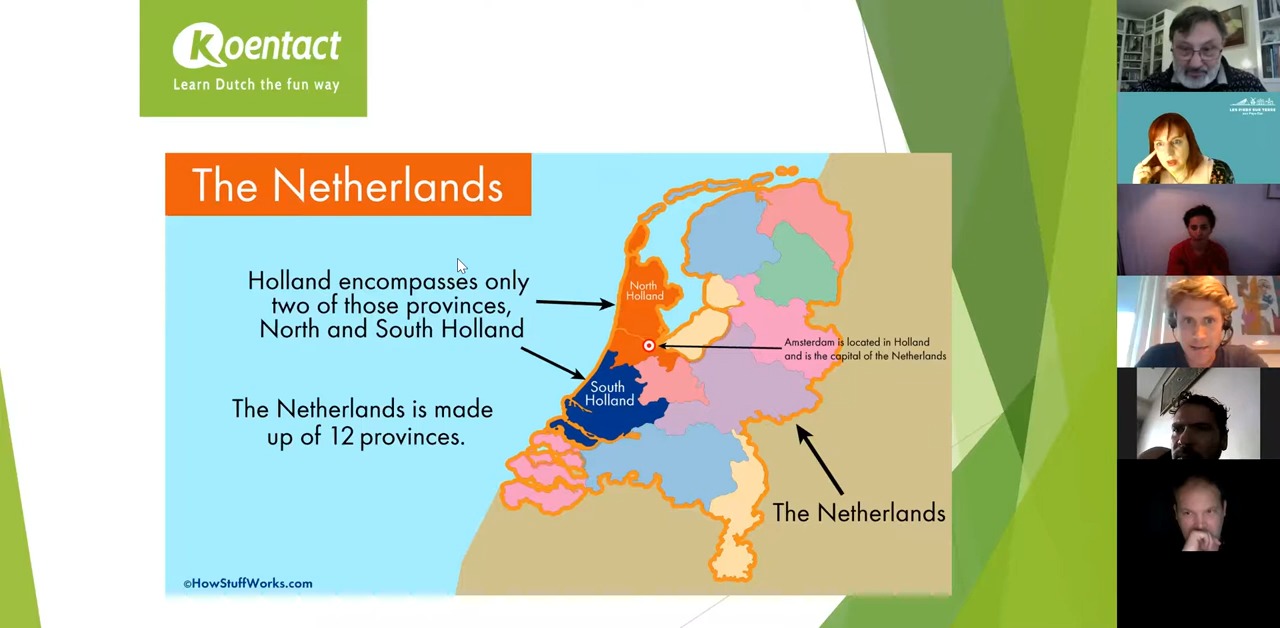 Koentact
Learn Dutch the fun way
The Netherlands
Holland encompasses only
two of those provinces,
North and South Holland
The Netherlands is made
up of 12 provinces.
North
Holland
South
Holland
Amsterdam is located in Holland
and is the capital of the Netherlands
The Netherlands
©HowStuffWorks.com